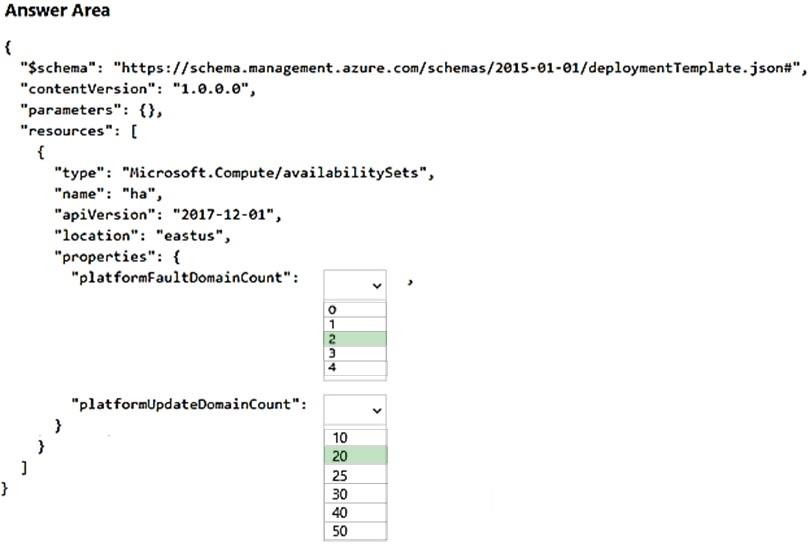 Answer Area
{
"$schema": "https://schema.management.azure.com/schemas/2015-01-01/deploymentTemplate.json#",
"contentVersion": "1.0.0.0",
"parameters": {},
"resources": [
{
"type": "Microsoft.Compute/availabilitySets",
"name": "ha",
"apiVersion": "2017-12-01",
"location": "eastus",
"properties": {
"platformFaultDomainCount": ,
0
1
2
3
4
"platformUpdateDomainCount":
}
10
}
20
]
25
}
30
40
50